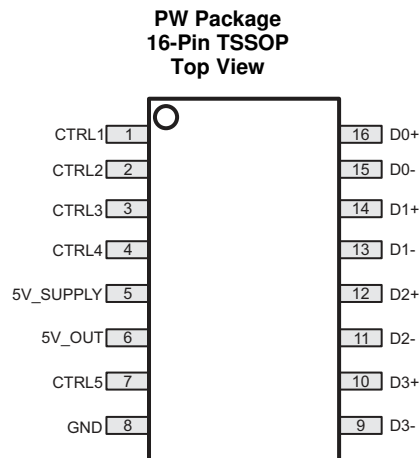 PW Package
16-Pin TSSOP
Top View
CTRL1 1 16 D0+
CTRL2 2 15 D0-
CTRL3 3 14 D1+
CTRL4 4 13 D1-
5V_SUPPLY 5 12 D2+
5V_OUT 6 11 D2-
CTRL5 7 10 D3+
GND 8 9 D3-